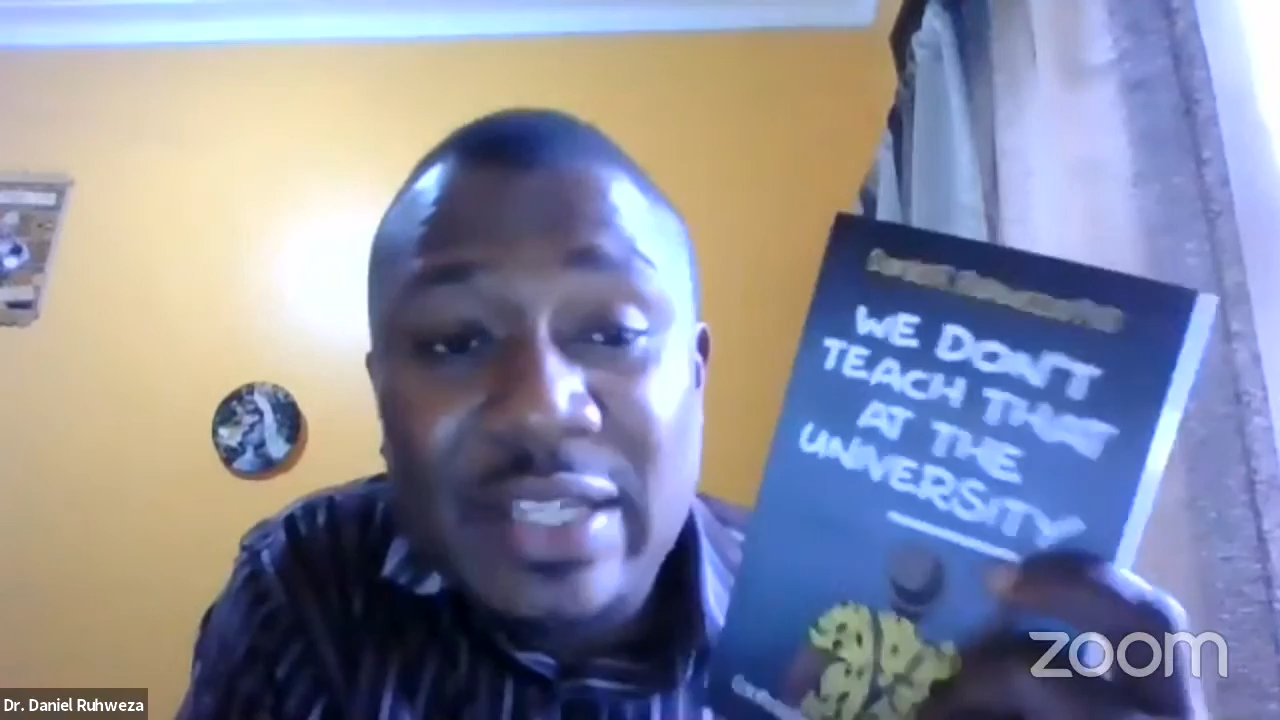 WE DON'T
TEACH THAT
AT THE
UNIVERSITY
zoom
Dr. Daniel Ruhweza